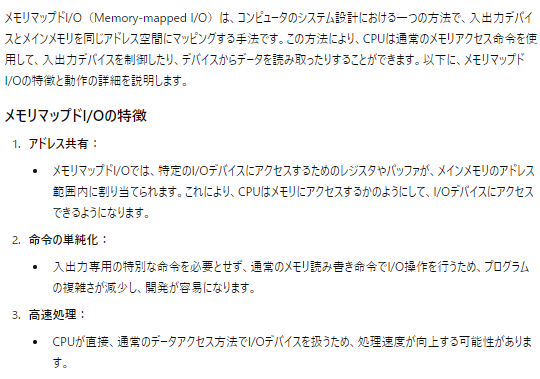 メモリマップドI/O（Memory-mapped I/O）は、コンピュータのシステム設計における一つの方法で、入出力デバイ
スとメインメモリを同じアドレス空間にマッピングする手法です。この方法により、CPUは通常のメモリアクセス命令を使
用して、入出力デバイスを制御したり、デバイスからデータを読み取ったりすることができます。以下に、メモリマップド
I/Oの特徴と動作の詳細を説明します。
メモリマップドI/Oの特徴
1. アドレス共有：
• メモリマップドI/Oでは、特定のI/Oデバイスにアクセスするためのレジスタやバッファが、メインメモリのアドレス
範囲内に割り当てられます。これにより、CPUはメモリにアクセスするかのようにして、I/Oデバイスにアクセス
できるようになります。
2. 命令の単純化：
• 入出力専用の特別な命令を必要とせず、通常のメモリ読み書き命令でI/O操作を行うため、プログラム
の複雑さが減少し、開発が容易になります。
3. 高速処理：
• CPUが直接、通常のデータアクセス方法でI/Oデバイスを扱うため、処理速度が向上する可能性がありま
す。